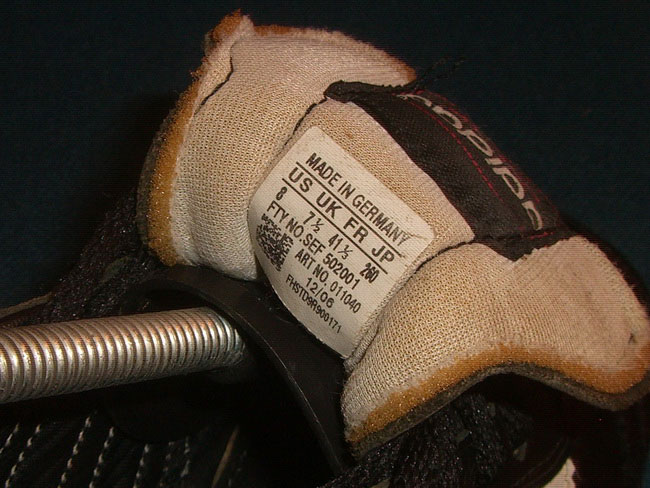 MADE IN GERMANY
US UK FR JP
8 7½ 41⅓ 260
FTY NO. SEF 502001
ART NO. 011040
12/06
FHSTD9R900171